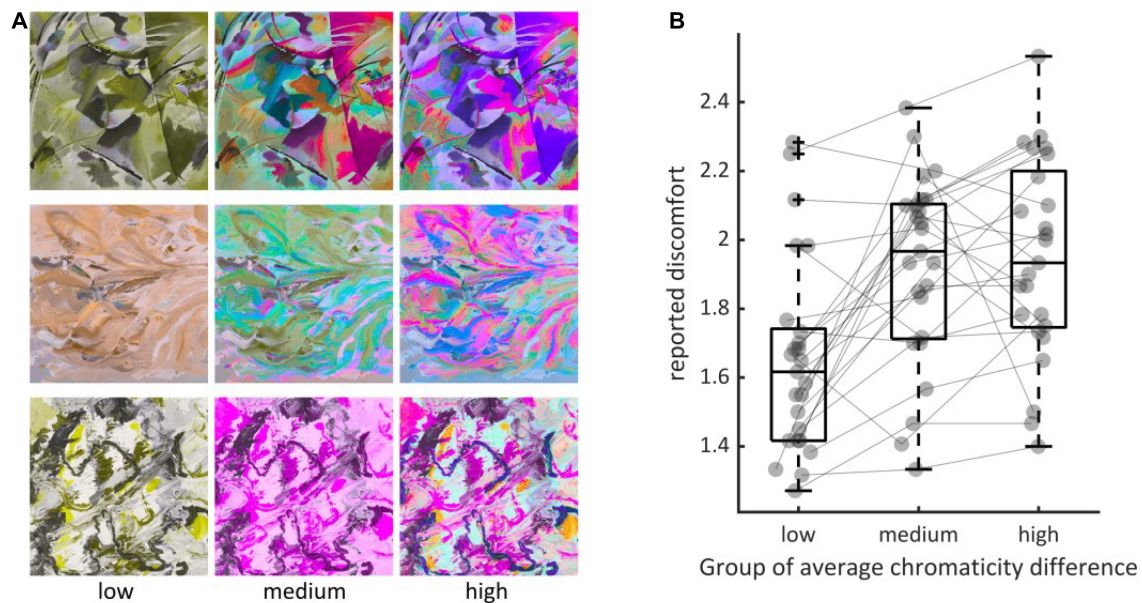 A
low medium high
B
reported discomfort
2.4
2.2
2
1.8
1.6
1.4
low medium high
Group of average chromaticity difference